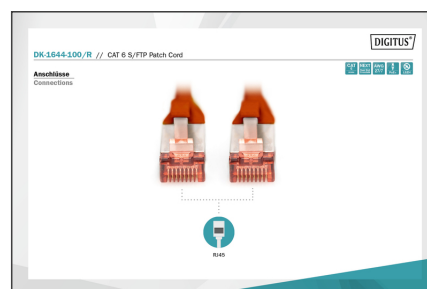 DIGITUS®
DK-1644-100/R // CAT 6 S/FTP Patch Cord
Anschlüsse
Connections
RJ45